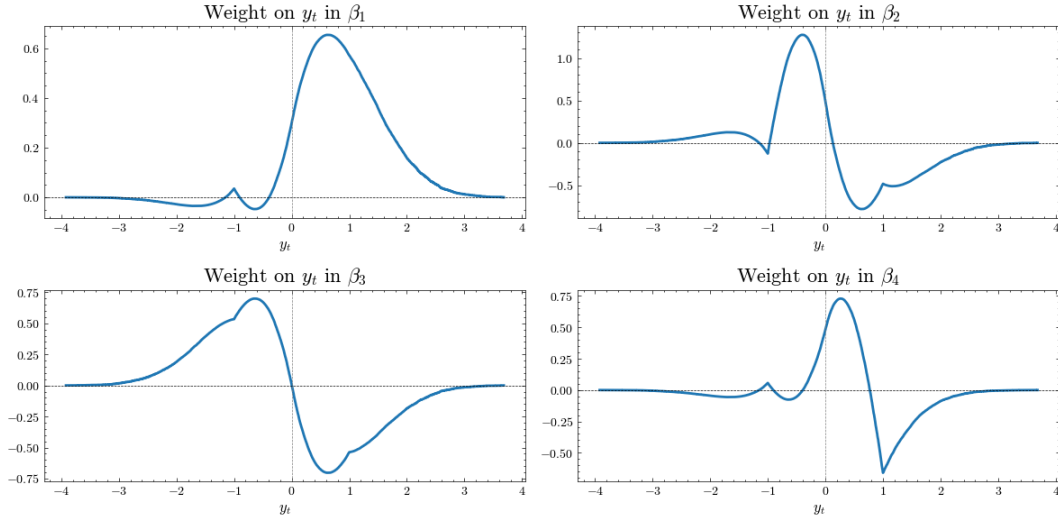 Weight on y_t in β_1
0.6
0.4
0.2
0.0
−4 −3 −2 −1 0 1 2 3 4
y_t
Weight on y_t in β_2
1.0
0.5
0.0
−0.5
−4 −3 −2 −1 0 1 2 3 4
y_t
Weight on y_t in β_3
0.75
0.50
0.25
0.00
−0.25
−0.50
−0.75
−4 −3 −2 −1 0 1 2 3 4
y_t
Weight on y_t in β_4
0.75
0.50
0.25
0.00
−0.25
−0.50
−4 −3 −2 −1 0 1 2 3 4
y_t